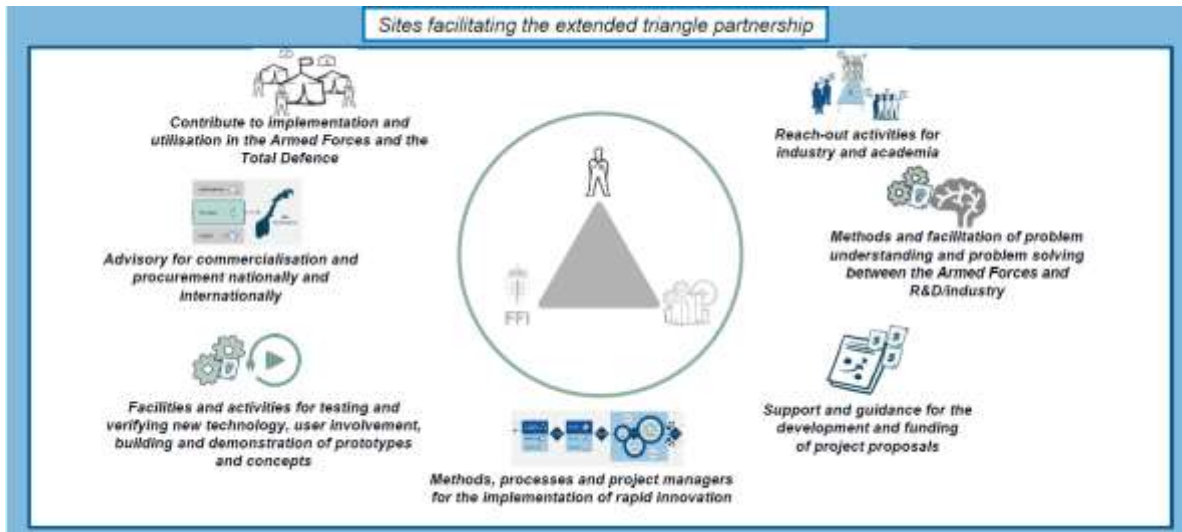 Sites facilitating the extended triangle partnership
Contribute to implementation and
utilisation in the Armed Forces and the
Total Defence
Reach-out activities for
industry and academia
Advisory for commercialisation and
procurement nationally and
internationally
Methods and facilitation of problem
understanding and problem solving
between the Armed Forces and
R&D/industry
FFI
Facilities and activities for testing and
verifying new technology, user involvement,
building and demonstration of prototypes
and concepts
Support and guidance for the
development and funding
of project proposals
Methods, processes and project managers
for the implementation of rapid innovation